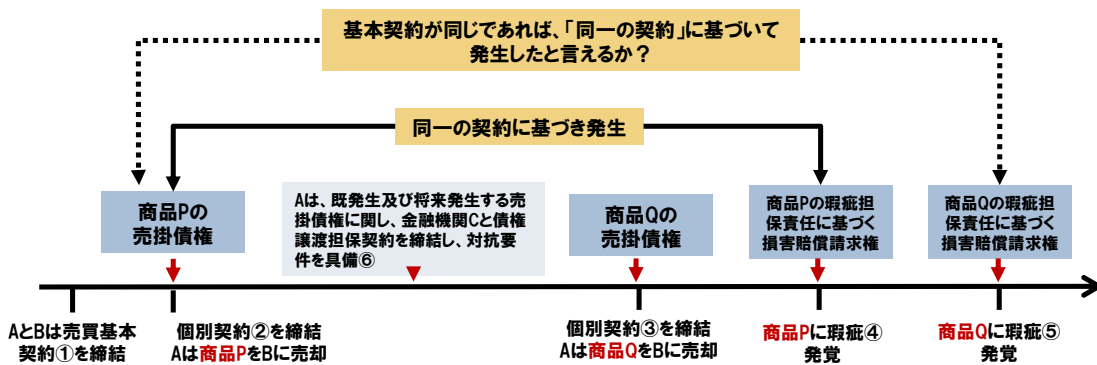 基本契約が同じであれば、「同一の契約」に基づいて
発生したと言えるか？
同一の契約に基づき発生
商品Pの
売掛債権
Aは、既発生及び将来発生する売
掛債権に関し、金融機関Cと債権
譲渡担保契約を締結し、対抗要
件を具備⑥
商品Qの
売掛債権
商品Pの瑕疵担
保責任に基づく
損害賠償請求権
商品Qの瑕疵担
保責任に基づく
損害賠償請求権
AとBは売買基本
契約①を締結
個別契約②を締結
Aは商品PをBに売却
個別契約③を締結
Aは商品QをBに売却
商品Pに瑕疵④
発覚
商品Qに瑕疵⑤
発覚